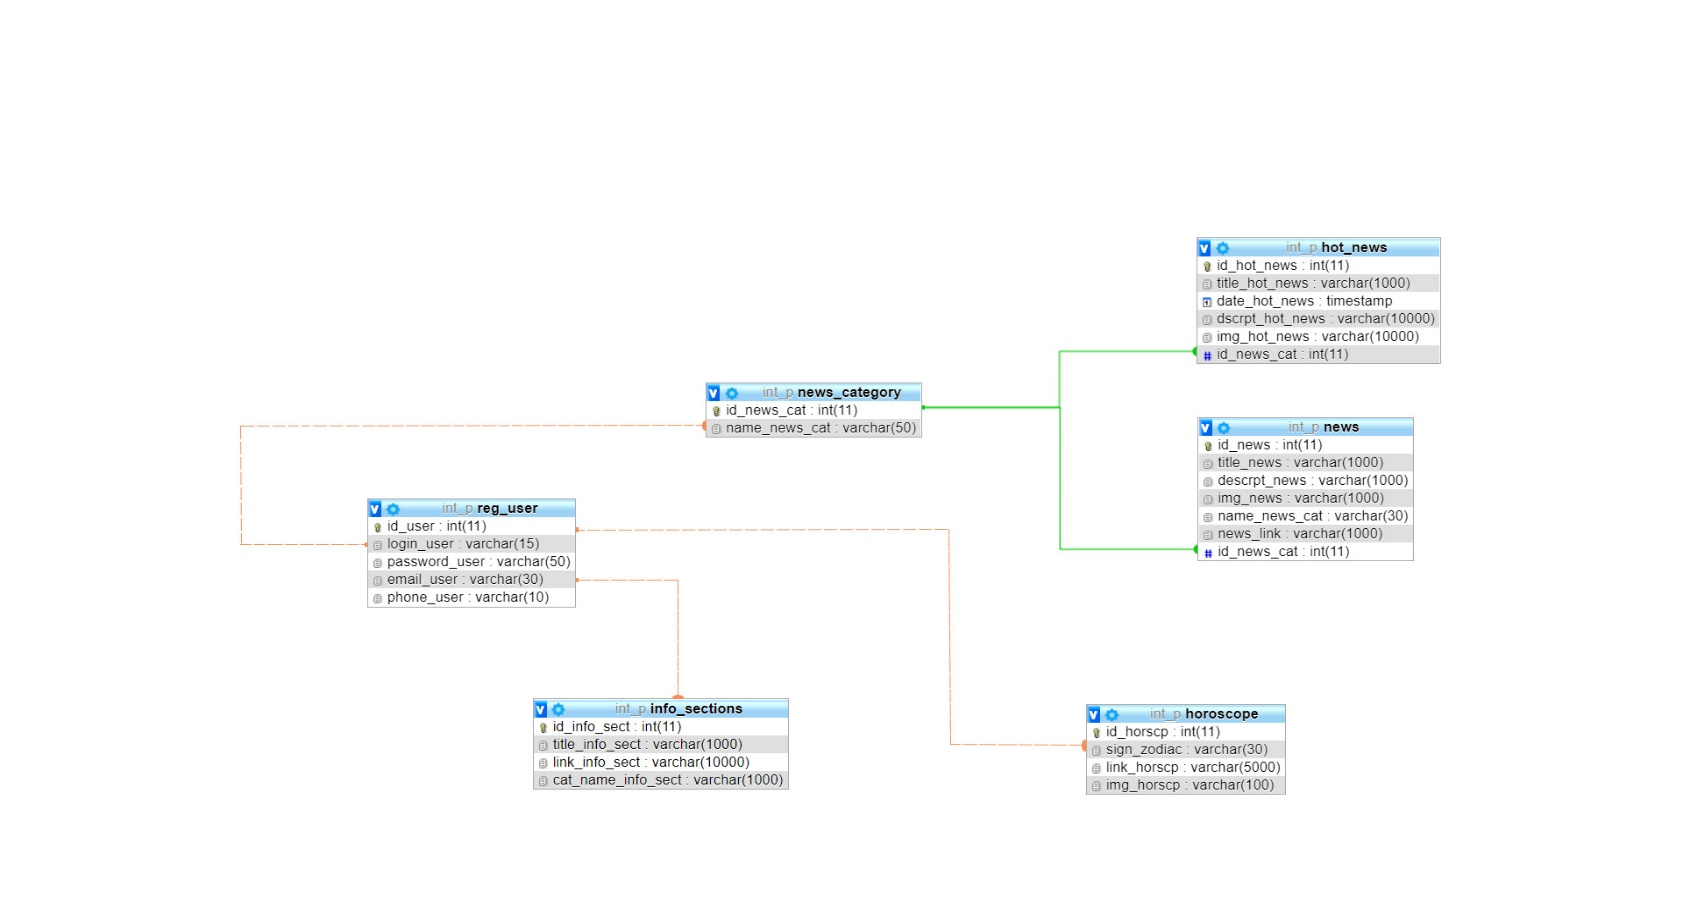 int_p hot_news
id_hot_news : int(11)
title_hot_news : varchar(1000)
date_hot_news : timestamp
dscrpt_hot_news : varchar(10000)
img_hot_news : varchar(10000)
# id_news_cat : int(11)
int_p news_category
id_news_cat : int(11)
name_news_cat : varchar(50)
int_p news
id_news : int(11)
title_news : varchar(1000)
descrpt_news : varchar(1000)
img_news : varchar(1000)
name_news_cat : varchar(30)
news_link : varchar(1000)
# id_news_cat : int(11)
int_p reg_user
id_user : int(11)
login_user : varchar(15)
password_user : varchar(50)
email_user : varchar(30)
phone_user : varchar(10)
int_p info_sections
id_info_sect : int(11)
title_info_sect : varchar(1000)
link_info_sect : varchar(10000)
cat_name_info_sect : varchar(1000)
int_p horoscope
id_horscp : int(11)
sign_zodiac : varchar(30)
link_horscp : varchar(5000)
img_horscp : varchar(100)